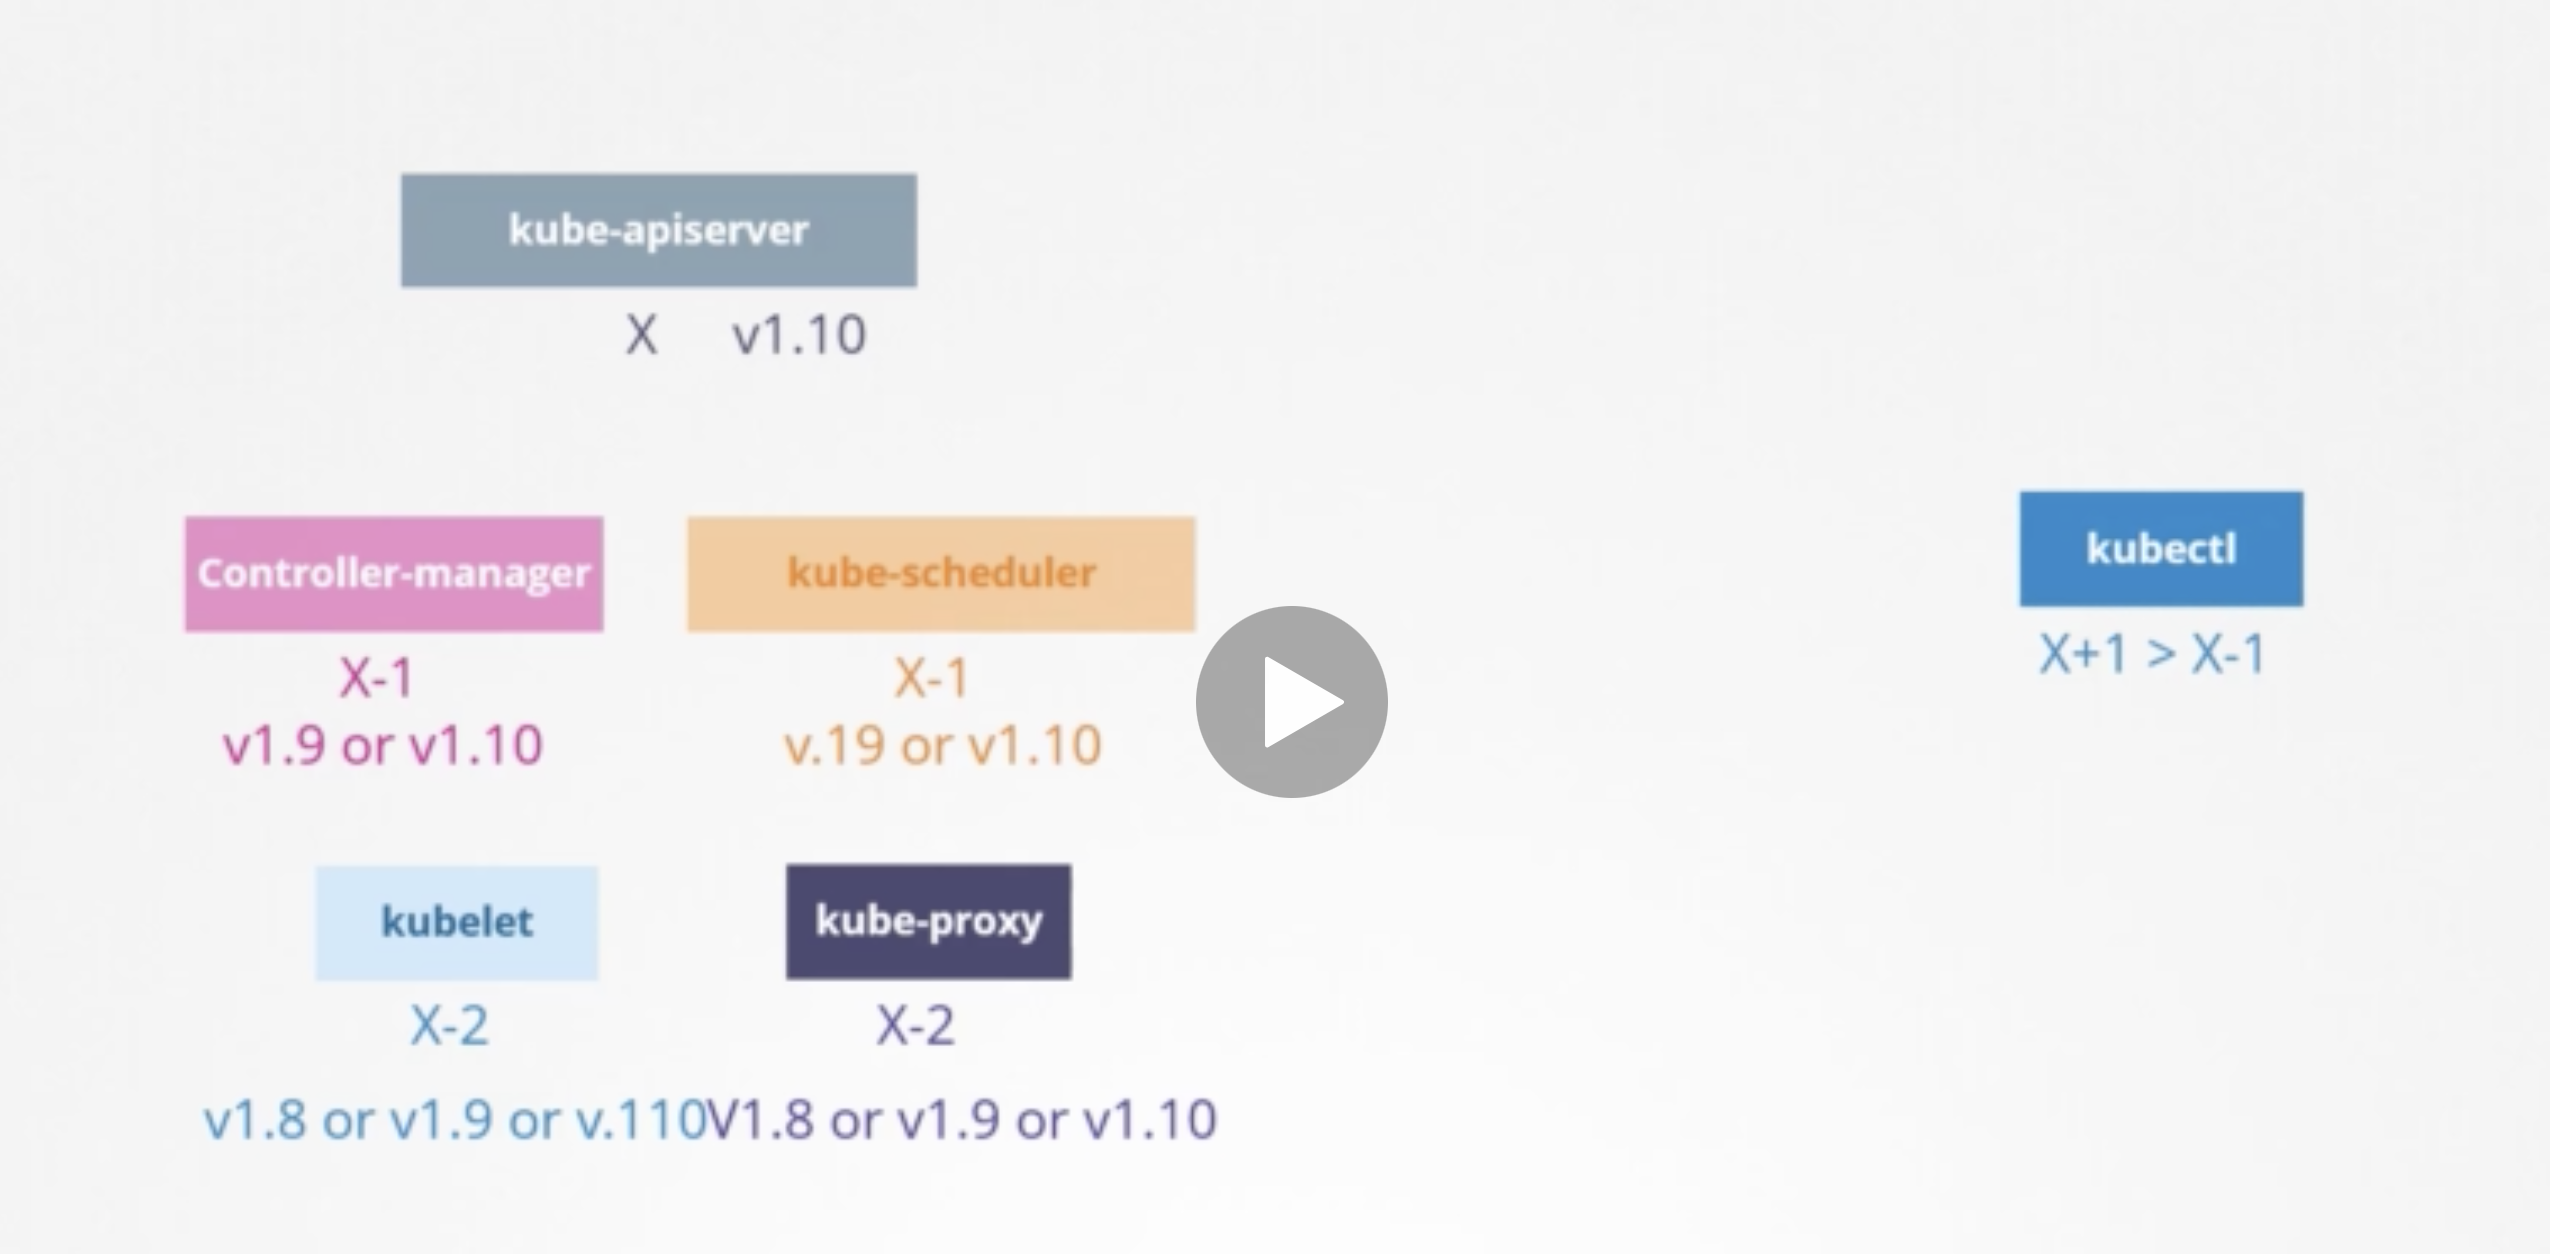 kube-apiserver
X v1.10
Controller-manager
X-1
v1.9 or v1.10
kube-scheduler
X-1
v.19 or v1.10
kubectl
X+1 > X-1
kubelet
X-2
v1.8 or v1.9 or v.110
kube-proxy
X-2
V1.8 or v1.9 or v1.10